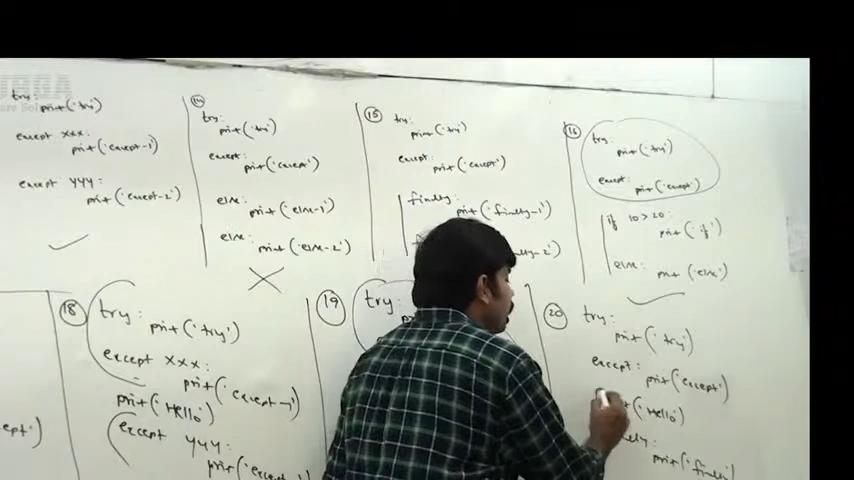 try:
print('try')
except xxx:
print('except-1')
except yyy:
print('except-2')
14
try:
print('try')
except:
print('except')
else:
print('else-1')
else:
print('else-2')
15
try:
print('try')
except:
print('except')
finally:
print('finally-1')
16
try:
print('try')
except:
print('except')
if 10 > 20:
print('if')
else:
print('else')
18
try:
print('try')
except xxx:
print('except-1')
print('Hello')
except yyy:
19
try:
20
try:
print('try')
except:
print('except')
'Hello')
print('finally')